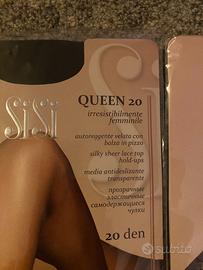 SiSi
QUEEN 20
irresistibilmente
femminile
autoreggente velata con
balza in pizzo
silky sheer lace top
hold-ups
media antideslizante
transparente
прозрачные
эластичные
самодержащиеся
чулки
20 den
subito